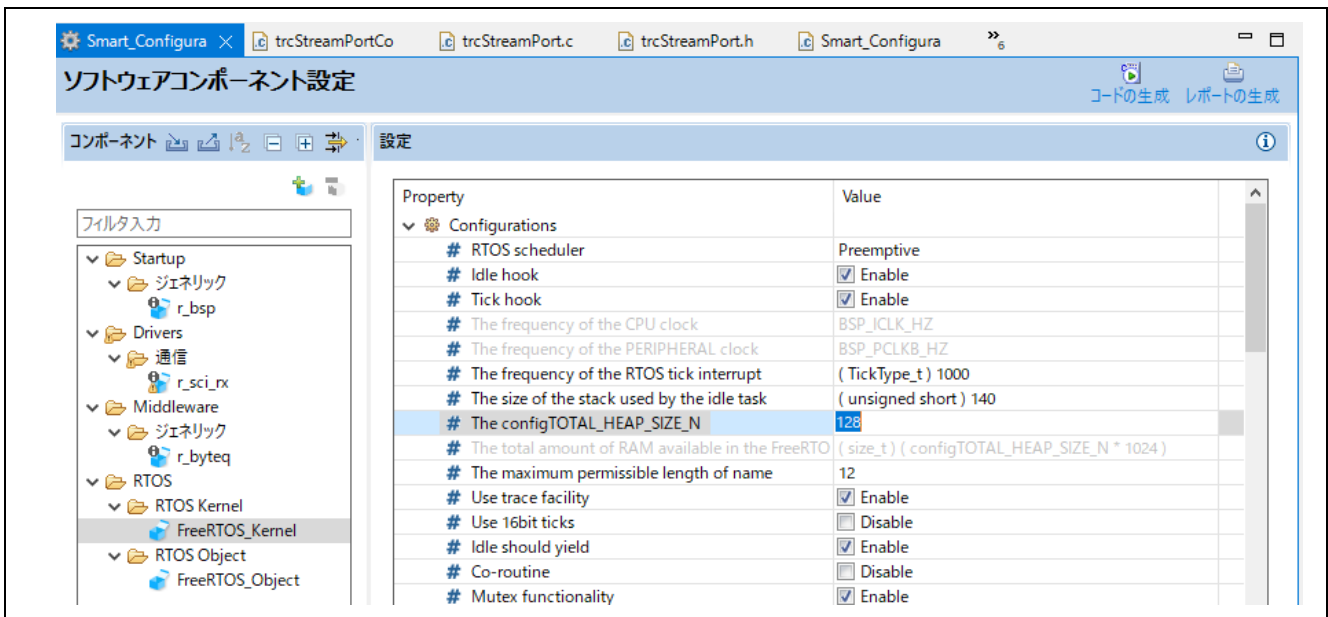 Smart_Configura
trcStreamPortCo
trcStreamPort.c
trcStreamPort.h
Smart_Configura
»6
ソフトウェアコンポーネント設定
コードの生成 レポートの生成
コンポーネント
設定
フィルタ入力
Startup
ジェネリック
r_bsp
Drivers
通信
r_sci_rx
Middleware
ジェネリック
r_byteq
RTOS
RTOS Kernel
FreeRTOS_Kernel
RTOS Object
FreeRTOS_Object
Property Value
Configurations
# RTOS scheduler Preemptive
# Idle hook Enable
# Tick hook Enable
# The frequency of the CPU clock BSP_ICLK_HZ
# The frequency of the PERIPHERAL clock BSP_PCLKB_HZ
# The frequency of the RTOS tick interrupt ( TickType_t ) 1000
# The size of the stack used by the idle task ( unsigned short ) 140
# The configTOTAL_HEAP_SIZE_N 128
# The total amount of RAM available in the FreeRTO ( size_t ) ( configTOTAL_HEAP_SIZE_N * 1024 )
# The maximum permissible length of name 12
# Use trace facility Enable
# Use 16bit ticks Disable
# Idle should yield Enable
# Co-routine Disable
# Mutex functionality Enable